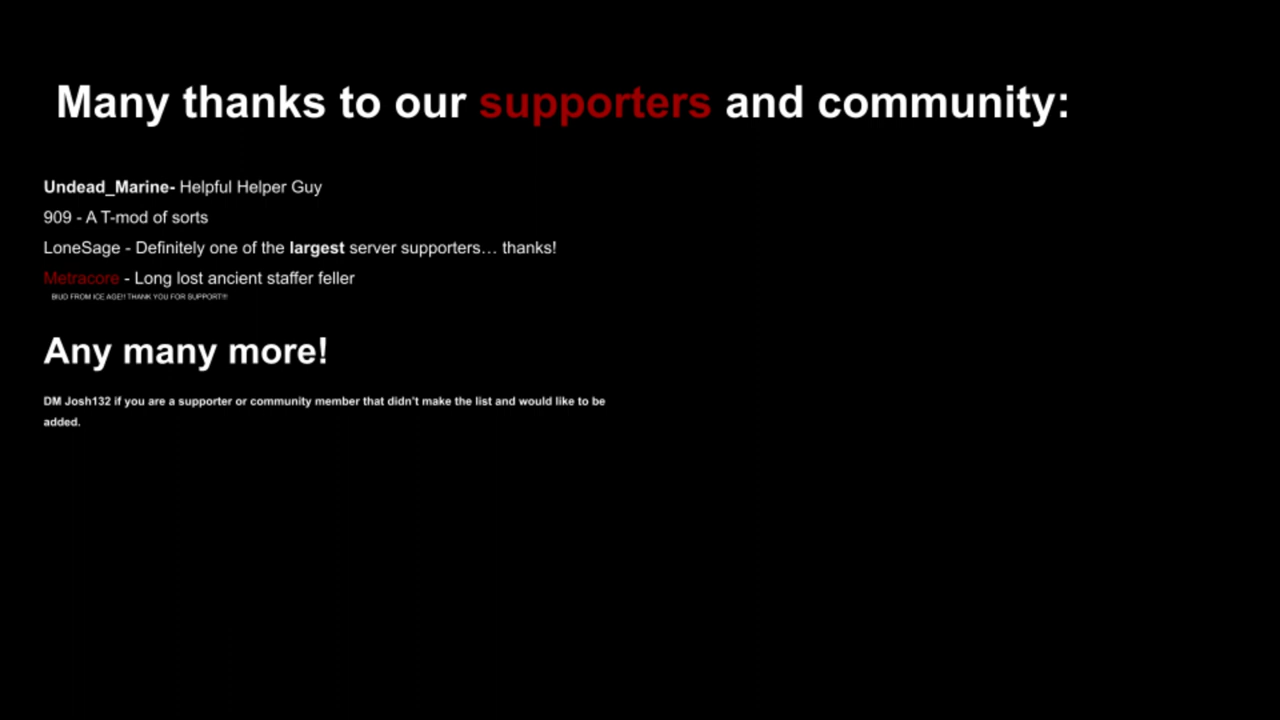 Many thanks to our supporters and community:
Undead_Marine- Helpful Helper Guy
909 - A T-mod of sorts
LoneSage - Definitely one of the largest server supporters… thanks!
Metracore - Long lost ancient staffer feller
FROM ICE AGE!! THANK YOU FOR SUPPORT!!!
Any many more!
DM Josh132 if you are a supporter or community member that didn't make the list and would like to be
added.